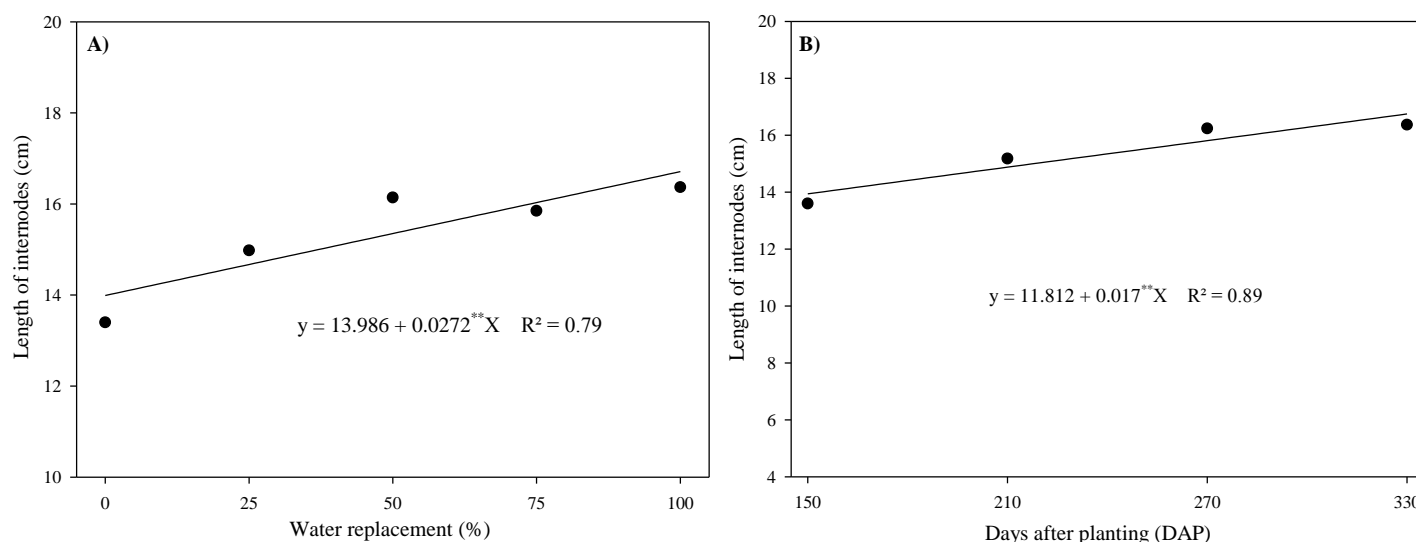 A)
Length of internodes (cm)
20
18
16
14
12
10
y = 13.986 + 0.0272**X R² = 0.79
0 25 50 75 100
Water replacement (%)
B)
Length of internodes (cm)
20
18
16
14
12
10
8
6
4
y = 11.812 + 0.017**X R² = 0.89
150 210 270 330
Days after planting (DAP)